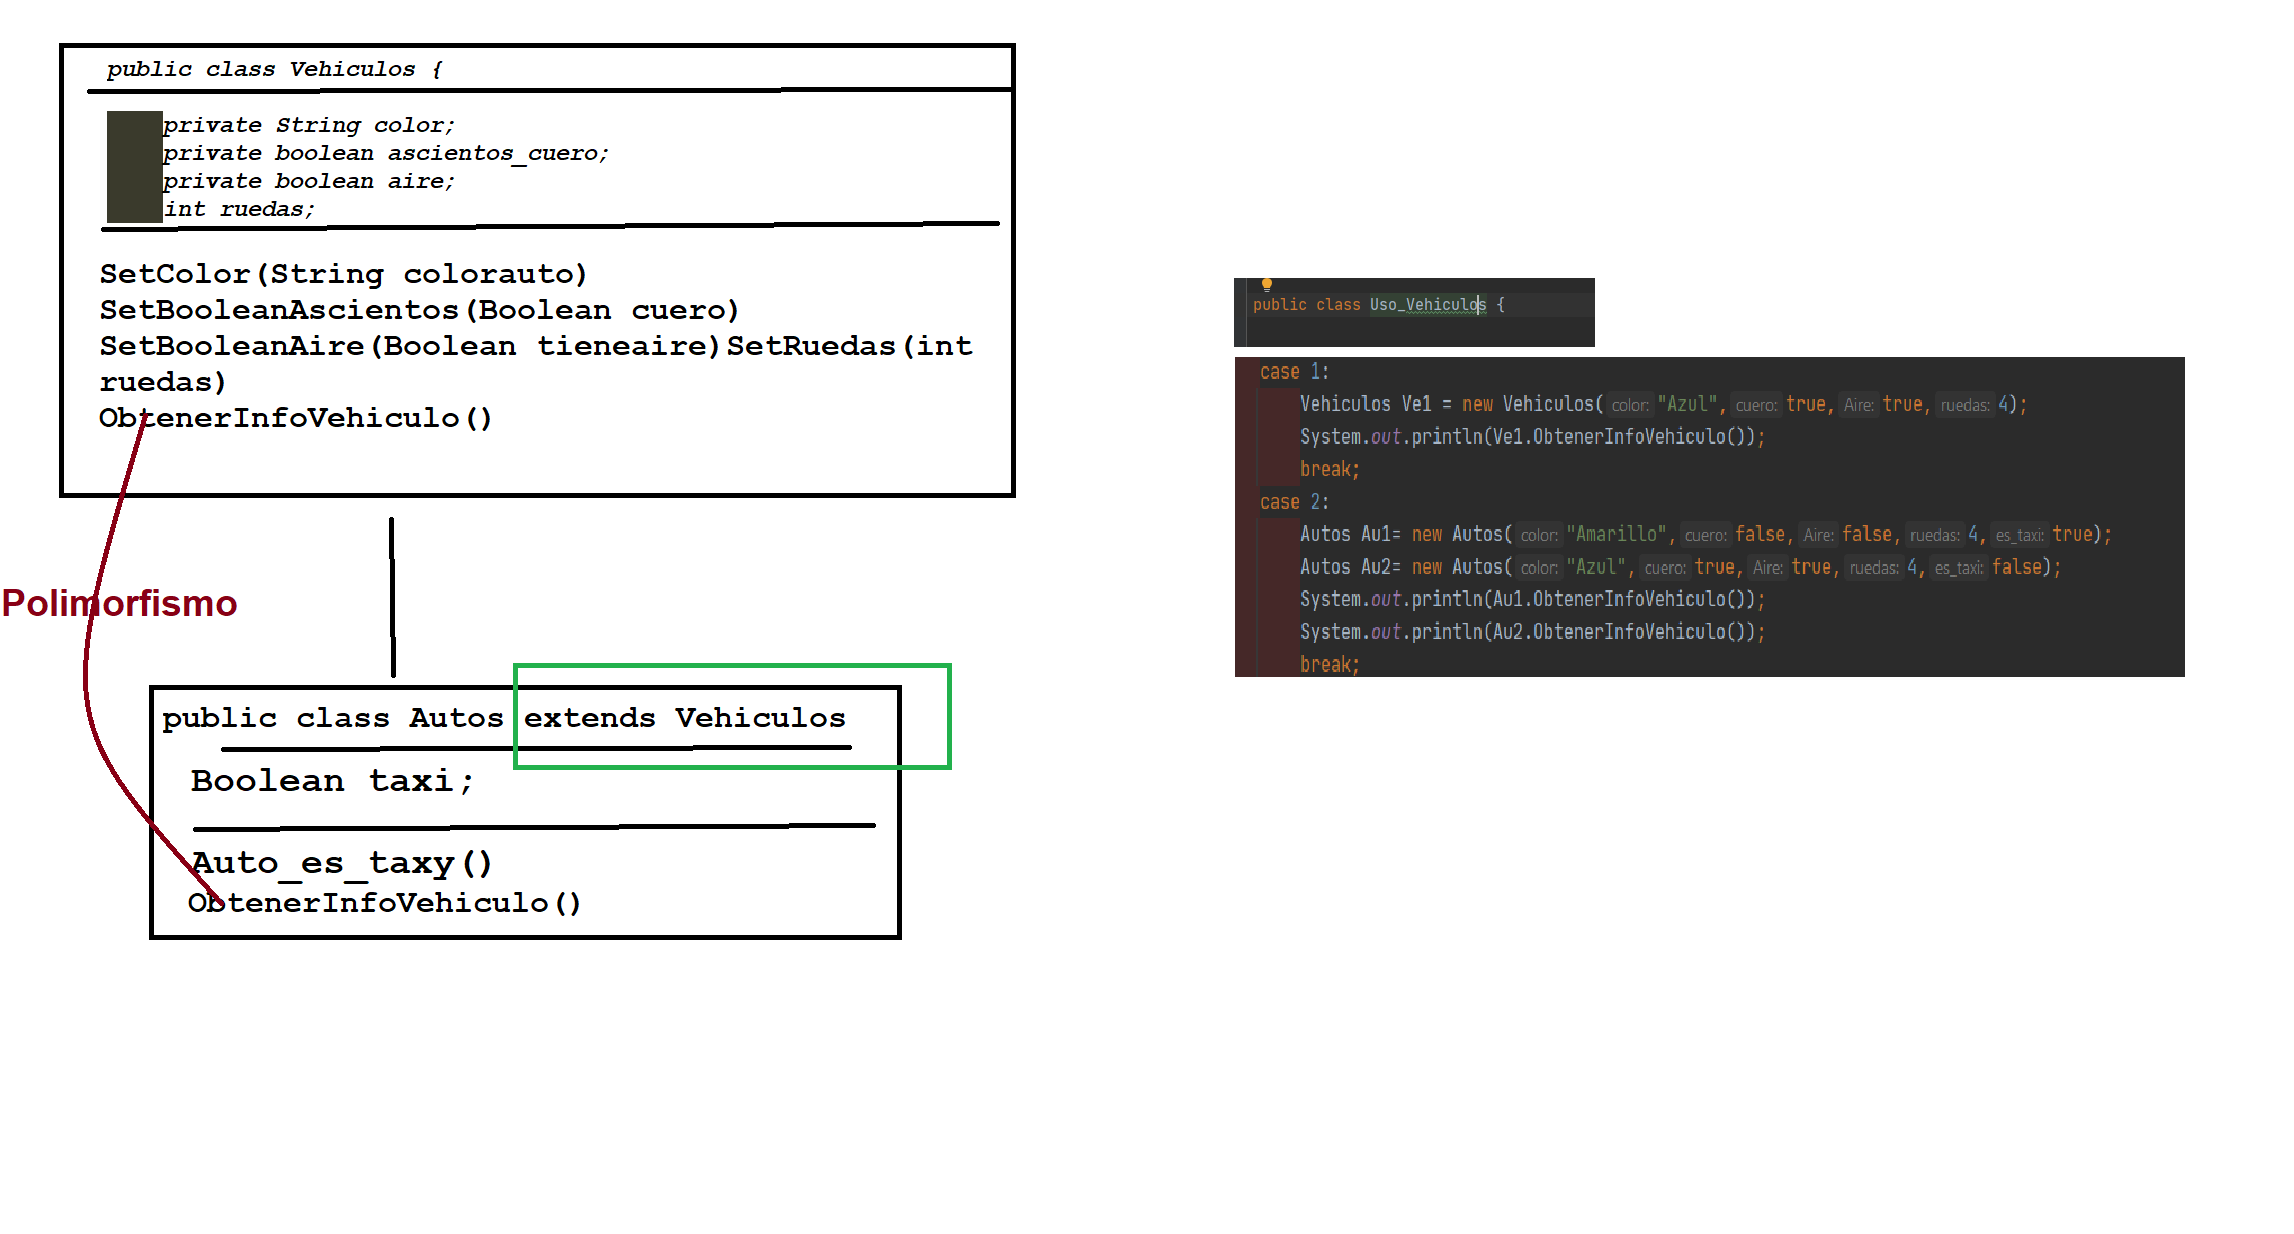 public class Vehiculos {
private String color;
private boolean ascientos_cuero;
private boolean aire;
int ruedas;
SetColor(String colorauto)
SetBooleanAscientos(Boolean cuero)
SetBooleanAire(Boolean tieneaire)SetRuedas(int
ruedas)
ObtenerInfoVehiculo()
Polimorfismo
public class Autos extends Vehiculos
Boolean taxi;
Auto_es_taxy()
ObtenerInfoVehiculo()
public class Uso_Vehiculos {
case 1:
Vehiculos Ve1 = new Vehiculos( color: "Azul", cuero: true, Aire: true, ruedas: 4);
System.out.println(Ve1.ObtenerInfoVehiculo());
break;
case 2:
Autos Au1= new Autos( color: "Amarillo", cuero: false, Aire: false, ruedas: 4, es_taxi: true);
Autos Au2= new Autos( color: "Azul", cuero: true, Aire: true, ruedas: 4, es_taxi: false);
System.out.println(Au1.ObtenerInfoVehiculo());
System.out.println(Au2.ObtenerInfoVehiculo());
break;